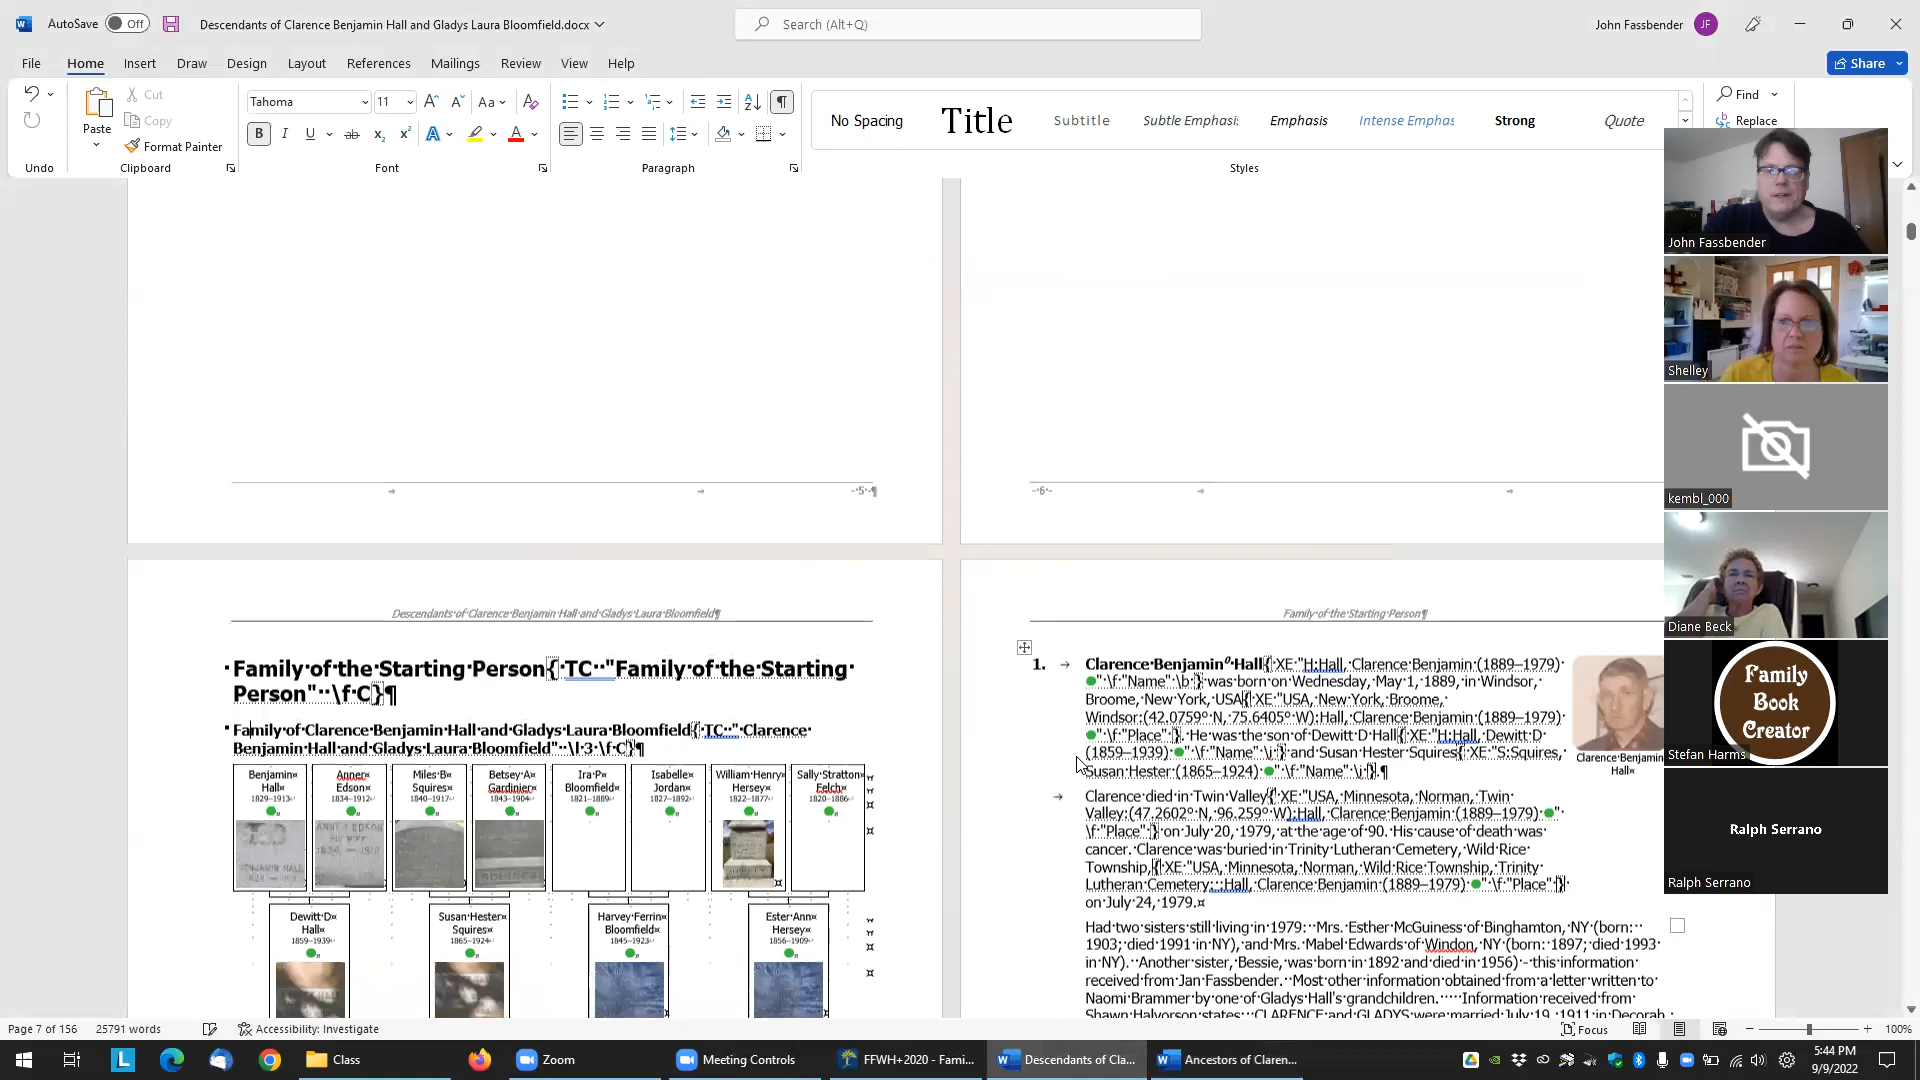 AutoSave Off Descendants of Clarence Benjamin Hall and Gladys Laura Bloomfield.docx Search (Alt+Q) John Fassbender JF
File Home Insert Draw Design Layout References Mailings Review View Help Share
Undo
Paste
Cut
Copy
Format Painter
Clipboard
Tahoma 11
Font
Paragraph
No Spacing Title Subtitle Subtle Emphasis Emphasis Intense Emphas Strong Quote
Styles
Find
Replace
- 5 -¶
- 6 -
Descendants·of·Clarence·Benjamin·Hall·and·Gladys·Laura·Bloomfield¶
Family·of·the·Starting·Person{·TC··"Family·of·the·Starting·
Person"··\f·C}¶
Family·of·Clarence·Benjamin·Hall·and·Gladys·Laura·Bloomfield{·TC··"·Clarence·
Benjamin·Hall·and·Gladys·Laura·Bloomfield"··\l·3·\f·C}¶
Benjamin¤
Hall¤
1829–1913
Anner¤
Edson¤
1834–1912
Miles·B¤
Squires¤
1840–1917
Betsey·A¤
Gardinier¤
1843–1904
Ira·P¤
Bloomfield¤
1821–1889
Isabelle¤
Jordan¤
1827–1892
William·Henry¤
Hersey¤
1822–1877
Sally·Stratton¤
Felch¤
1820–1886
Dewitt·D¤
Hall¤
1859–1939
Susan·Hester¤
Squires¤
1865–1924
Harvey·Ferrin¤
Bloomfield¤
1845–1923
Ester·Ann¤
Hersey¤
1856–1909
Family·of·the·Starting·Person¶
1. Clarence·Benjamin⁰·Hall{·XE·"H:Hall,·Clarence·Benjamin·(1889–1979)·
"·\f·"Name"·\b·}·was·born·on·Wednesday,·May·1,·1889,·in·Windsor,·
Broome,·New·York,·USA{·XE·"USA,·New·York,·Broome,·
Windsor:(42.0759°·N,·75.6405°·W):Hall,·Clarence·Benjamin·(1889–1979)·
"·\f·"Place"·}.·He·was·the·son·of·Dewitt·D·Hall{·XE·"H:Hall,·Dewitt·D·
(1859–1939)·"·\f·"Name"·\i·}·and·Susan·Hester·Squires{·XE·"S:Squires,·
Susan·Hester·(1865–1924)·"·\f·"Name"·\i·}.¶
Clarence·Benjamin·
Hall¤
Clarence·died·in·Twin·Valley{·XE·"USA,·Minnesota,·Norman,·Twin·
Valley:(47.2602°·N,·96.259°·W):Hall,·Clarence·Benjamin·(1889–1979)·"·
\f·"Place"·}·on·July·20,·1979,·at·the·age·of·90.·His·cause·of·death·was·
cancer.·Clarence·was·buried·in·Trinity·Lutheran·Cemetery,·Wild·Rice·
Township,{·XE·"USA,·Minnesota,·Norman,·Wild·Rice·Township,·Trinity·
Lutheran·Cemetery:·:Hall,·Clarence·Benjamin·(1889–1979)·"·\f·"Place"·}·
on·July·24,·1979.¤
Had·two·sisters·still·living·in·1979:··Mrs.·Esther·McGuiness·of·Binghamton,·NY·(born:··
1903;·died·1991·in·NY),·and·Mrs.·Mabel·Edwards·of·Windon,·NY·(born:·1897;·died·1993·
in·NY).··Another·sister,·Bessie,·was·born·in·1892·and·died·in·1956)·-·this·information·
received·from·Jan·Fassbender.··Most·other·information·obtained·from·a·letter·written·to·
Naomi·Brammer·by·one·of·Gladys·Hall's·grandchildren.·····Information·received·from·
Shawn·Halvorson·states:··CLARENCE·and·GLADYS·were·married·July·19,·1911·in·Decorah,·
John Fassbender
Shelley
kembl_000
Diane Beck
Family
Book
Creator
Stefan Harms
Ralph Serrano
Ralph Serrano
Page 7 of 156 25791 words Accessibility: Investigate Focus 100%
Class Zoom Meeting Controls FFWH+2020 - Fami... Descendants of Cla... Ancestors of Claren... 5:44 PM
9/9/2022